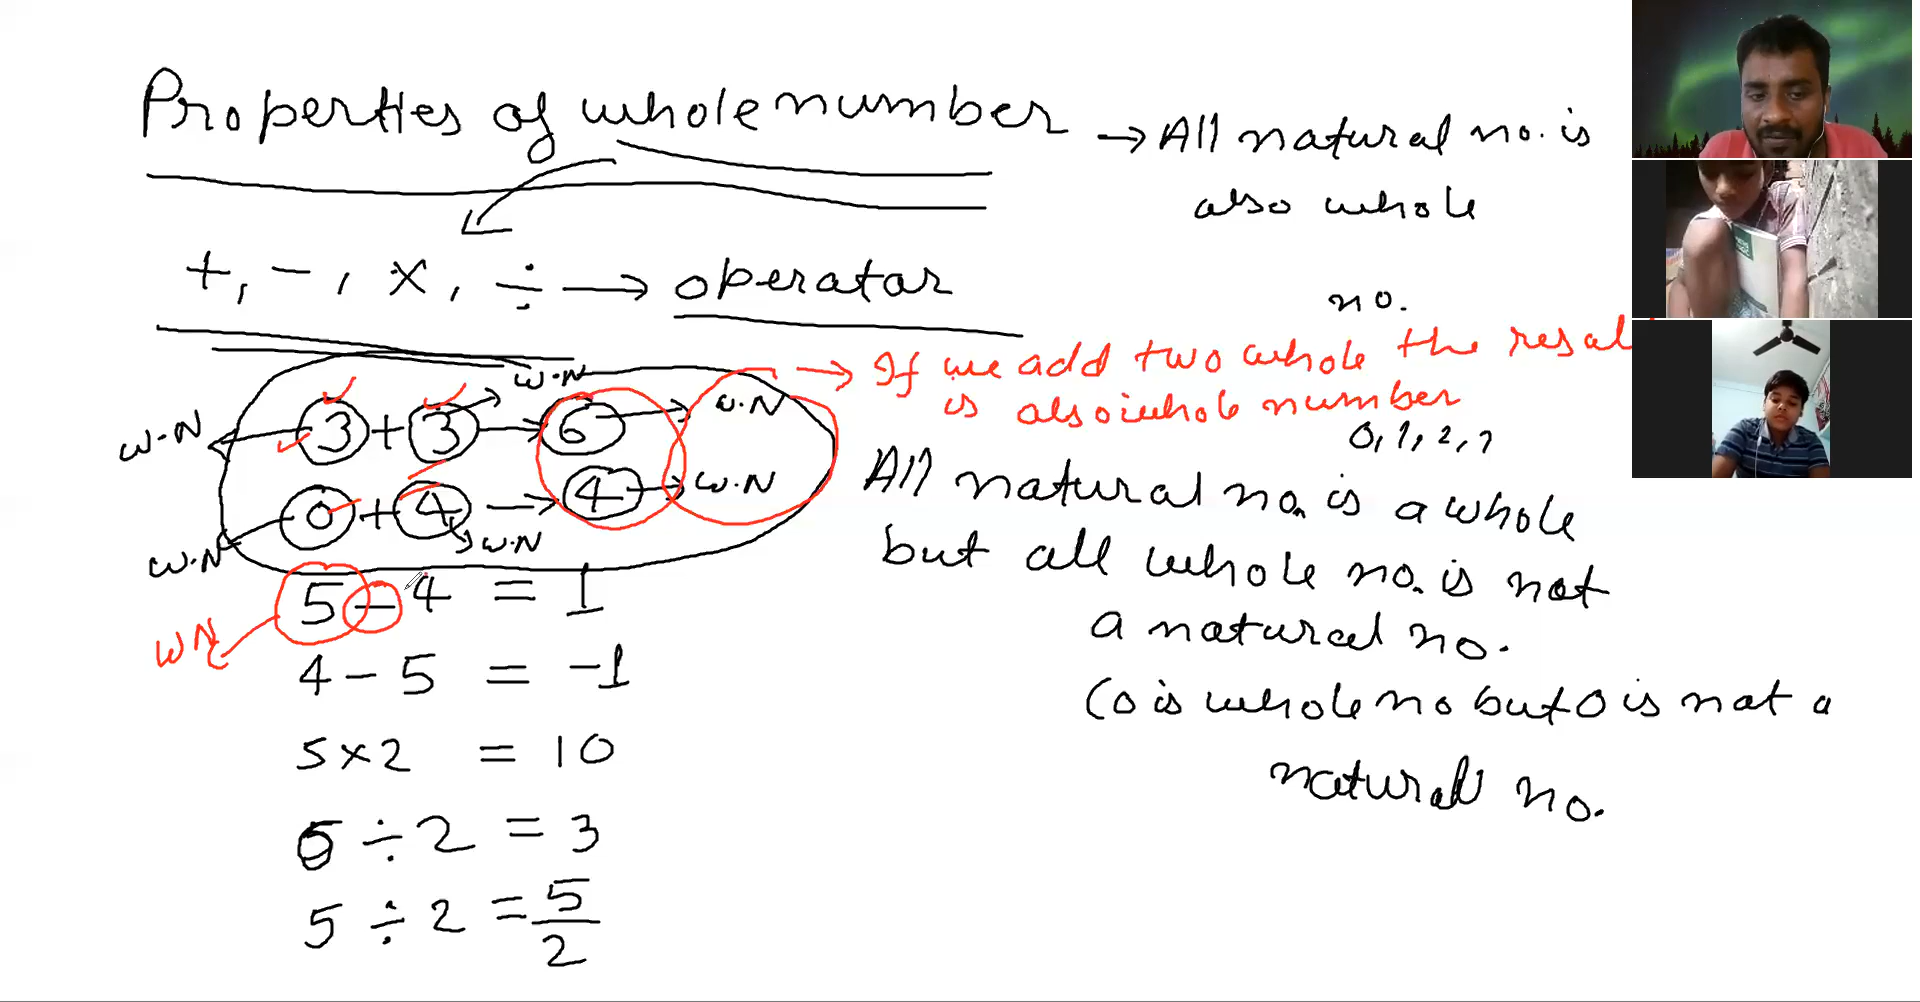 Properties of whole number → All natural no. is
also whole
no.
+, -, ×, ÷ → operator
W.N
W.N 3 + 3 → 6 → W.N
0 + 4 → 4 → W.N
W.N W.N
5 - 4 = 1
WN
4 - 5 = -1
5 × 2 = 10
6 ÷ 2 = 3
5 ÷ 2 = 5/2
→ If we add two whole the
is also whole number
0, 1, 2, 
All natural no. is a whole
but all whole no. is not
a natural no.
(0 is whole no but 0 is not a
natural no.